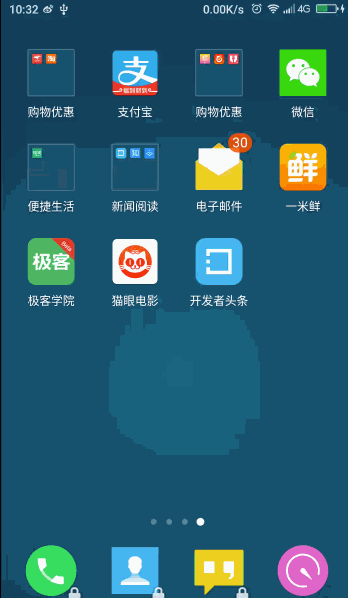 10:32 0.00K/s 4G
购物优惠 支付宝 购物优惠 微信
30
便捷生活 新闻阅读 电子邮件 一米鲜
鲜
极客 Beta
极客学院 猫眼电影 开发者头条